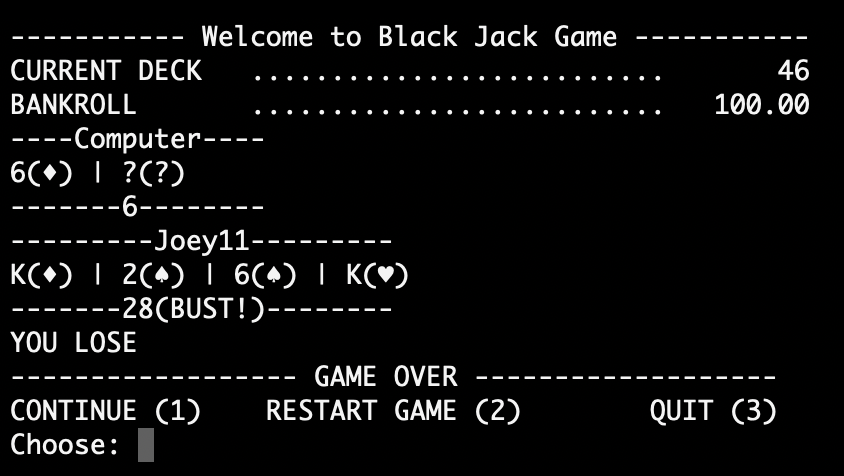 ----------- Welcome to Black Jack Game -----------
CURRENT DECK   ..........................       46
BANKROLL       ..........................   100.00
----Computer----
6(♦) | ?(?)
-------6--------
---------Joey11---------
K(♦) | 2(♠) | 6(♠) | K(♥)
-------28(BUST!)--------
YOU LOSE
------------------ GAME OVER -------------------
CONTINUE (1)    RESTART GAME (2)        QUIT (3)
Choose: